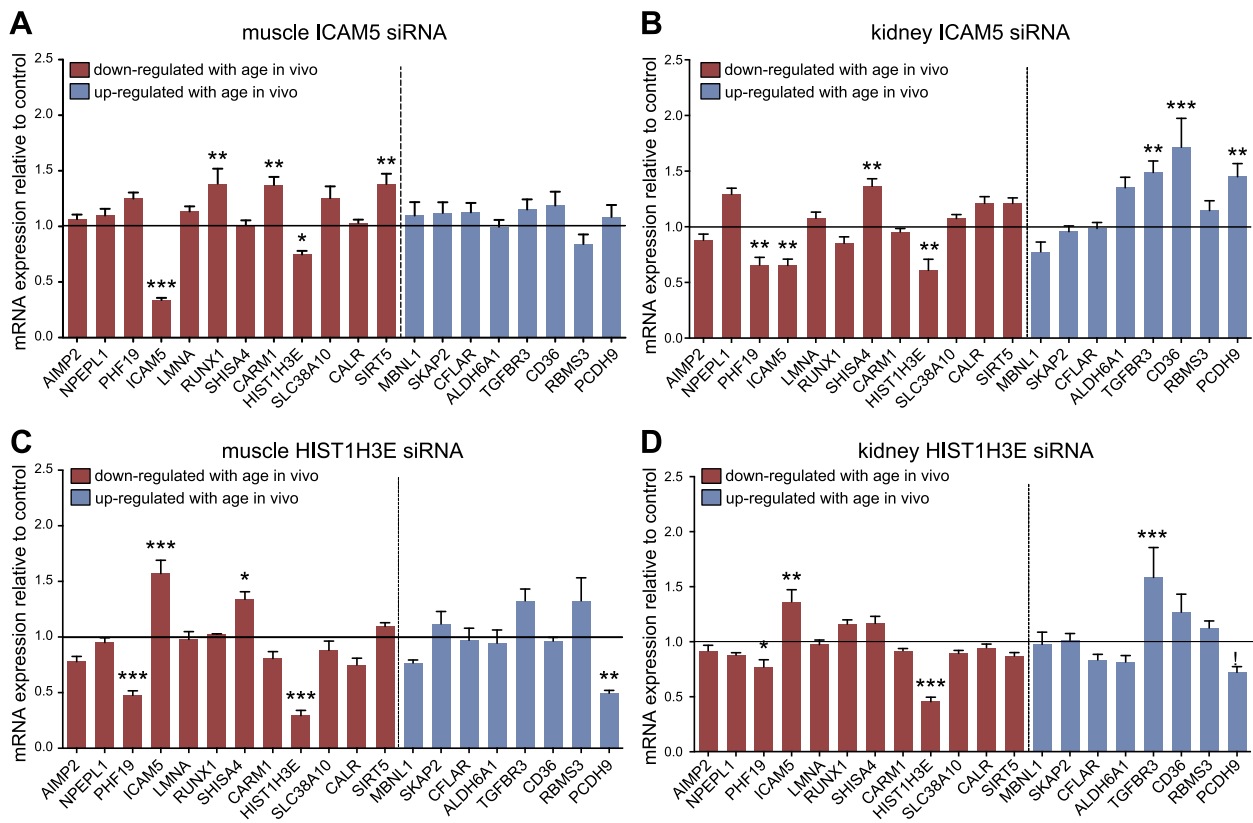 A
muscle ICAM5 siRNA
mRNA expression relative to control
2.5
2.0
1.5
1.0
0.5
0.0
down-regulated with age in vivo
up-regulated with age in vivo
***
**
**
*
**
AIMP2
NPEPL1
PHF19
ICAM5
LMNA
RUNX1
SHISA4
CARM1
HIST1H3E
SLC38A10
CALR
SIRT5
MBNL1
SKAP2
CFLAR
ALDH6A1
TGFBR3
CD36
RBMS3
PCDH9
B
kidney ICAM5 siRNA
mRNA expression relative to control
2.5
2.0
1.5
1.0
0.5
0.0
down-regulated with age in vivo
up-regulated with age in vivo
**
**
**
**
**
***
**
AIMP2
NPEPL1
PHF19
ICAM5
LMNA
RUNX1
SHISA4
CARM1
HIST1H3E
SLC38A10
CALR
SIRT5
MBNL1
SKAP2
CFLAR
ALDH6A1
TGFBR3
CD36
RBMS3
PCDH9
C
muscle HIST1H3E siRNA
mRNA expression relative to control
2.5
2.0
1.5
1.0
0.5
0.0
down-regulated with age in vivo
up-regulated with age in vivo
***
***
*
***
**
AIMP2
NPEPL1
PHF19
ICAM5
LMNA
RUNX1
SHISA4
CARM1
HIST1H3E
SLC38A10
CALR
SIRT5
MBNL1
SKAP2
CFLAR
ALDH6A1
TGFBR3
CD36
RBMS3
PCDH9
D
kidney HIST1H3E siRNA
mRNA expression relative to control
2.5
2.0
1.5
1.0
0.5
0.0
down-regulated with age in vivo
up-regulated with age in vivo
*
**
***
***
!
AIMP2
NPEPL1
PHF19
ICAM5
LMNA
RUNX1
SHISA4
CARM1
HIST1H3E
SLC38A10
CALR
SIRT5
MBNL1
SKAP2
CFLAR
ALDH6A1
TGFBR3
CD36
RBMS3
PCDH9